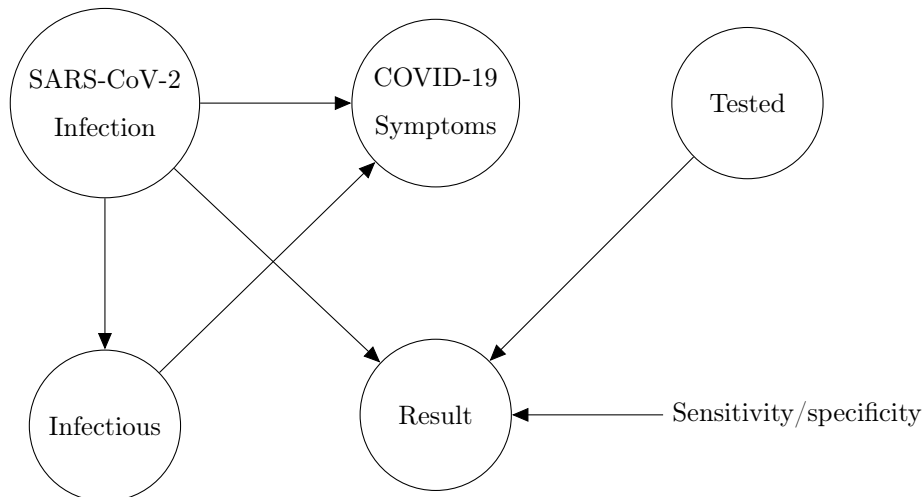 SARS-CoV-2
Infection
COVID-19
Symptoms
Tested
Infectious
Result
Sensitivity/specificity